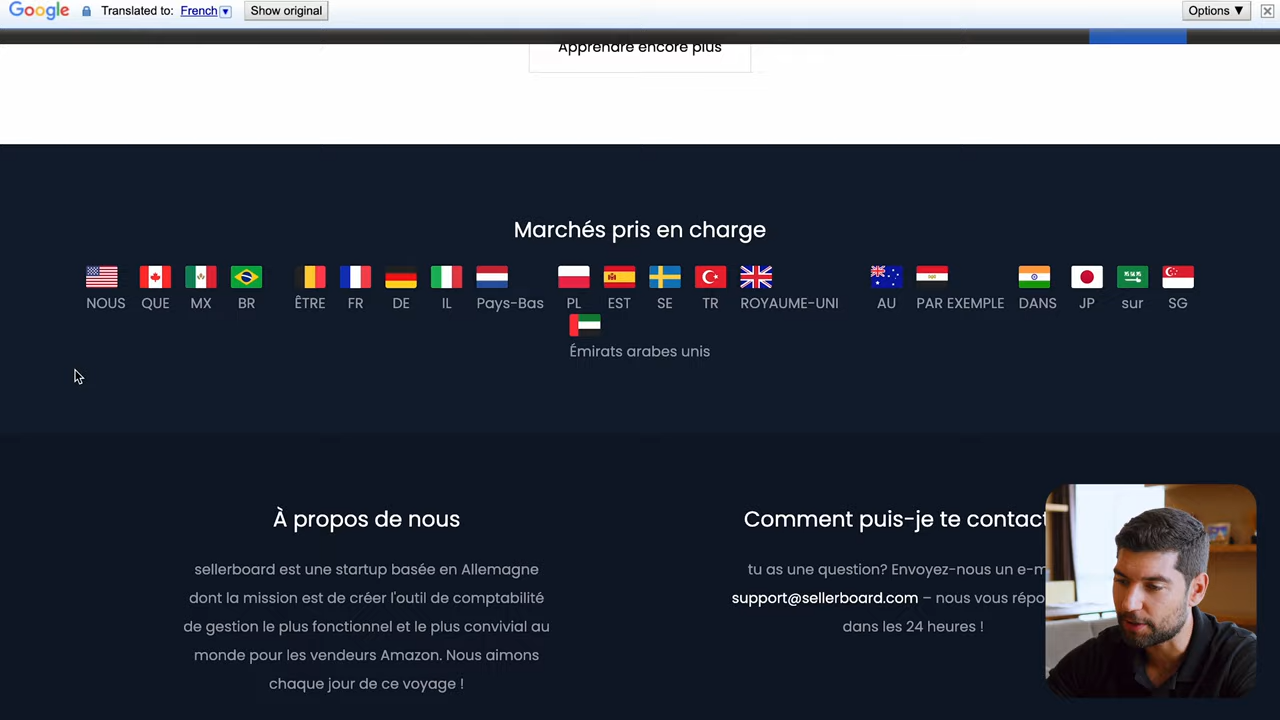 Google Translated to: French ▼ Show original Options ▼
Apprendre encore plus
Marchés pris en charge
NOUS QUE MX BR ÊTRE FR DE IL Pays-Bas PL EST SE TR ROYAUME-UNI AU PAR EXEMPLE DANS JP sur SG
Émirats arabes unis
À propos de nous
sellerboard est une startup basée en Allemagne
dont la mission est de créer l'outil de comptabilité
de gestion le plus fonctionnel et le plus convivial au
monde pour les vendeurs Amazon. Nous aimons
chaque jour de ce voyage !
Comment puis-je te contact
tu as une question? Envoyez-nous un e-m
support@sellerboard.com – nous vous répo
dans les 24 heures !